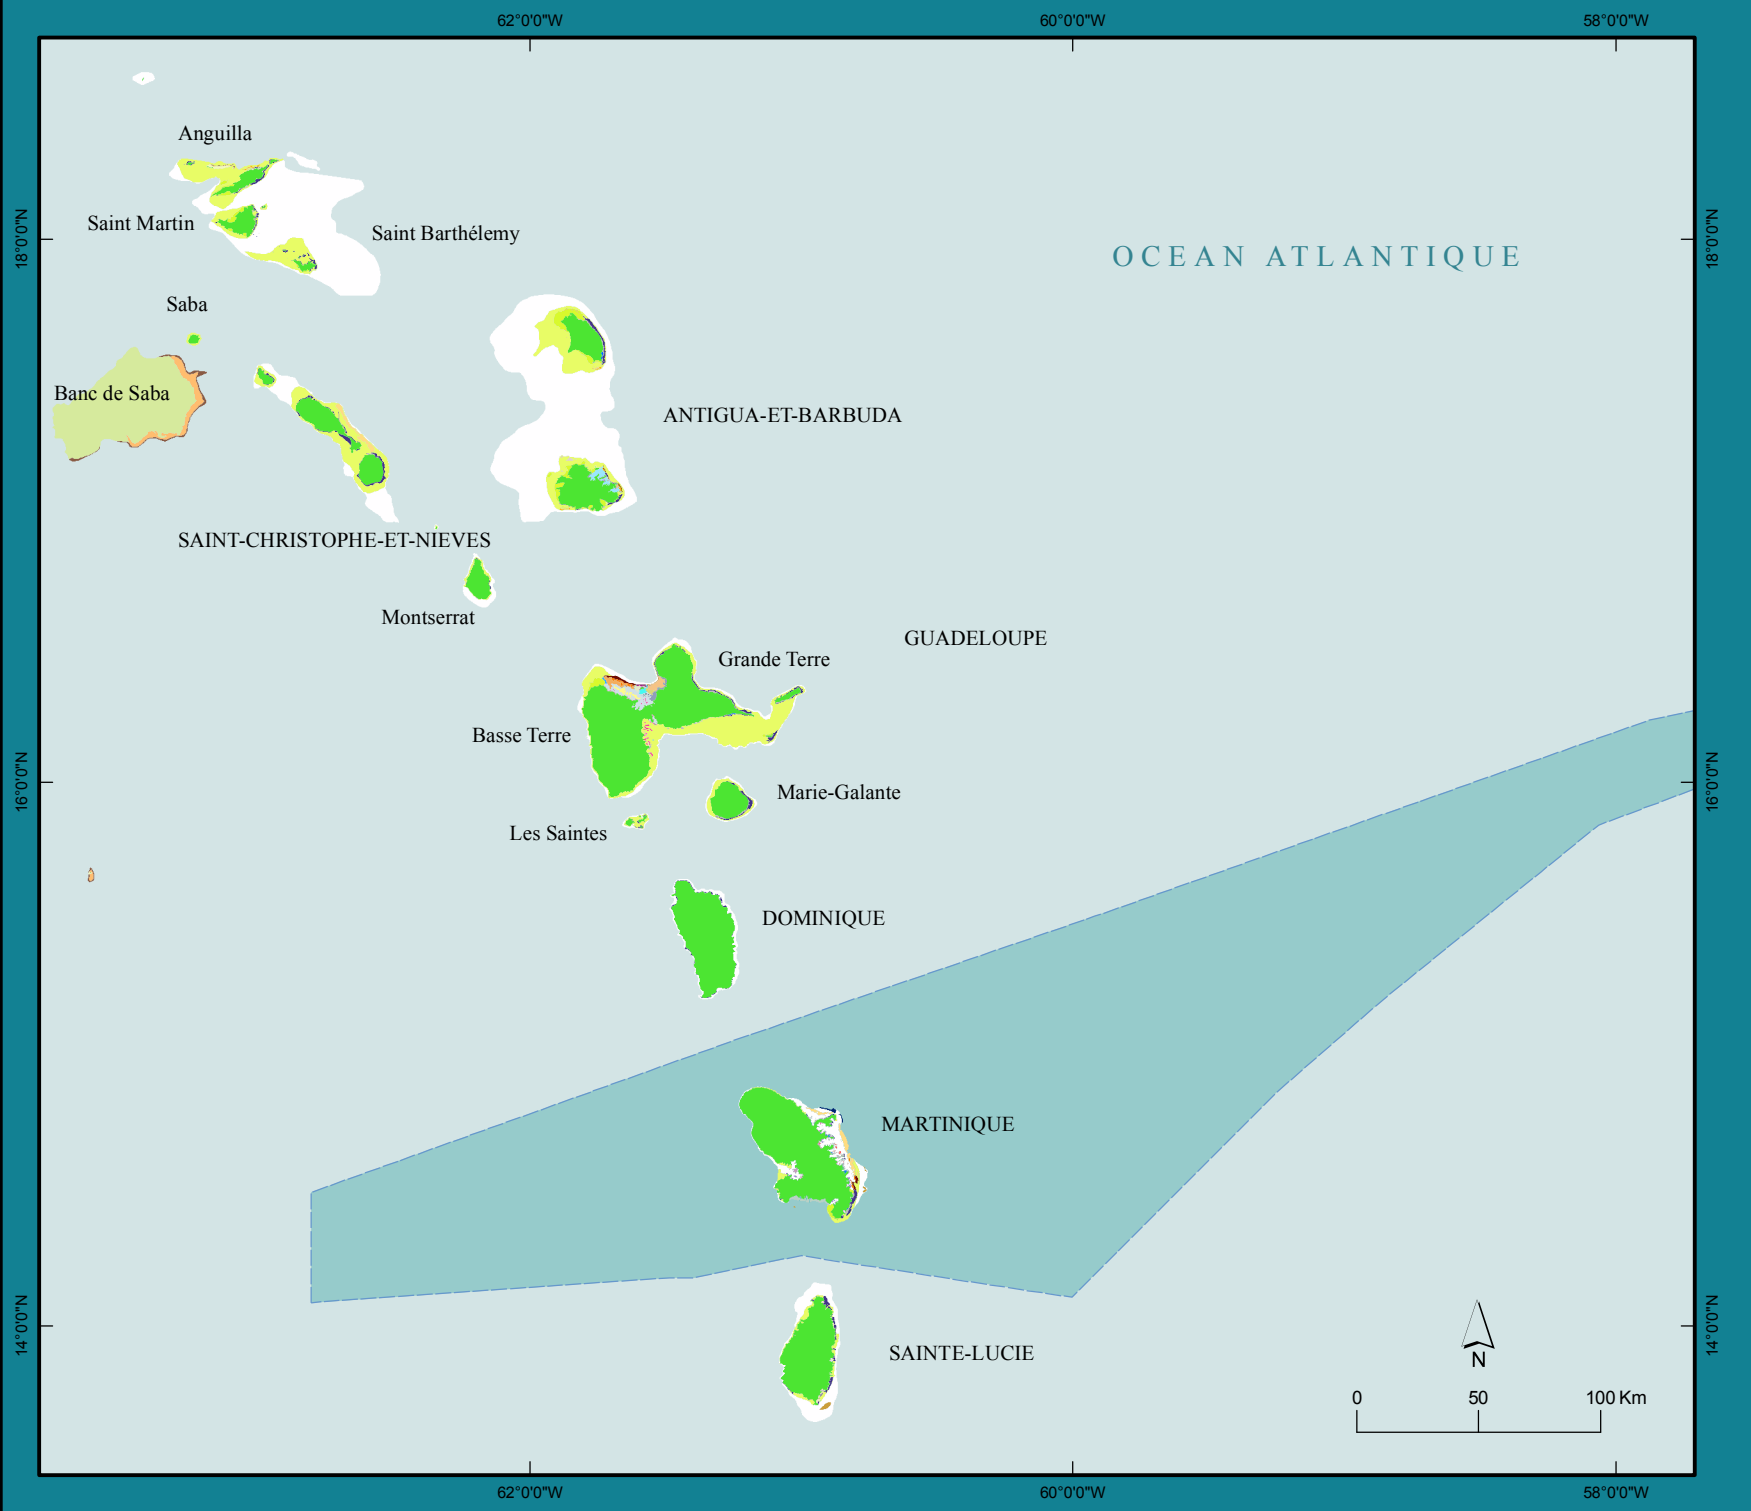 62°0'0"W 60°0'0"W 58°0'0"W
Anguilla
Saint Martin
Saint Barthélemy
18°0'0"N
18°0'0"N
OCEAN ATLANTIQUE
Saba
Banc de Saba
ANTIGUA-ET-BARBUDA
SAINT-CHRISTOPHE-ET-NIEVES
Montserrat
GUADELOUPE
Grande Terre
Basse Terre
16°0'0"N
16°0'0"N
Marie-Galante
Les Saintes
DOMINIQUE
MARTINIQUE
14°0'0"N
14°0'0"N
SAINTE-LUCIE
N
0 50 100 Km
62°0'0"W 60°0'0"W 58°0'0"W